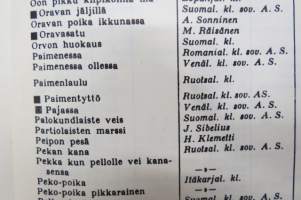 Oravan jäljillä Suomal. kl. sov. A. S.
Oravan poika ikkunassa A. Sonninen
Oravasatu M. Räisänen
Orvon huokaus Suomal. kl.
Paimenessa Romanial. kl. sov. A. S.
Paimenessa ollessa Venäl. kl. sov. A. S.
Paimenlaulu Ruotsal. kl.
Paimentyttö Ruotsal. kl. sov. A.S.
Pajassa Venäl. kl. sov. A. S.
Palokundlaiste veis Suomal. kl. sov. A. S.
Partiolaisten marssi J. Sibelius
Peipon pesä H. Klemetti
Pekan kana Ruotsal. kl. sov. A. S.
Pekka kun pellolle vei kana-
sensa —»—
Peko-poika Itäkarjal. kl.
Peko-poika pikkarainen —»—